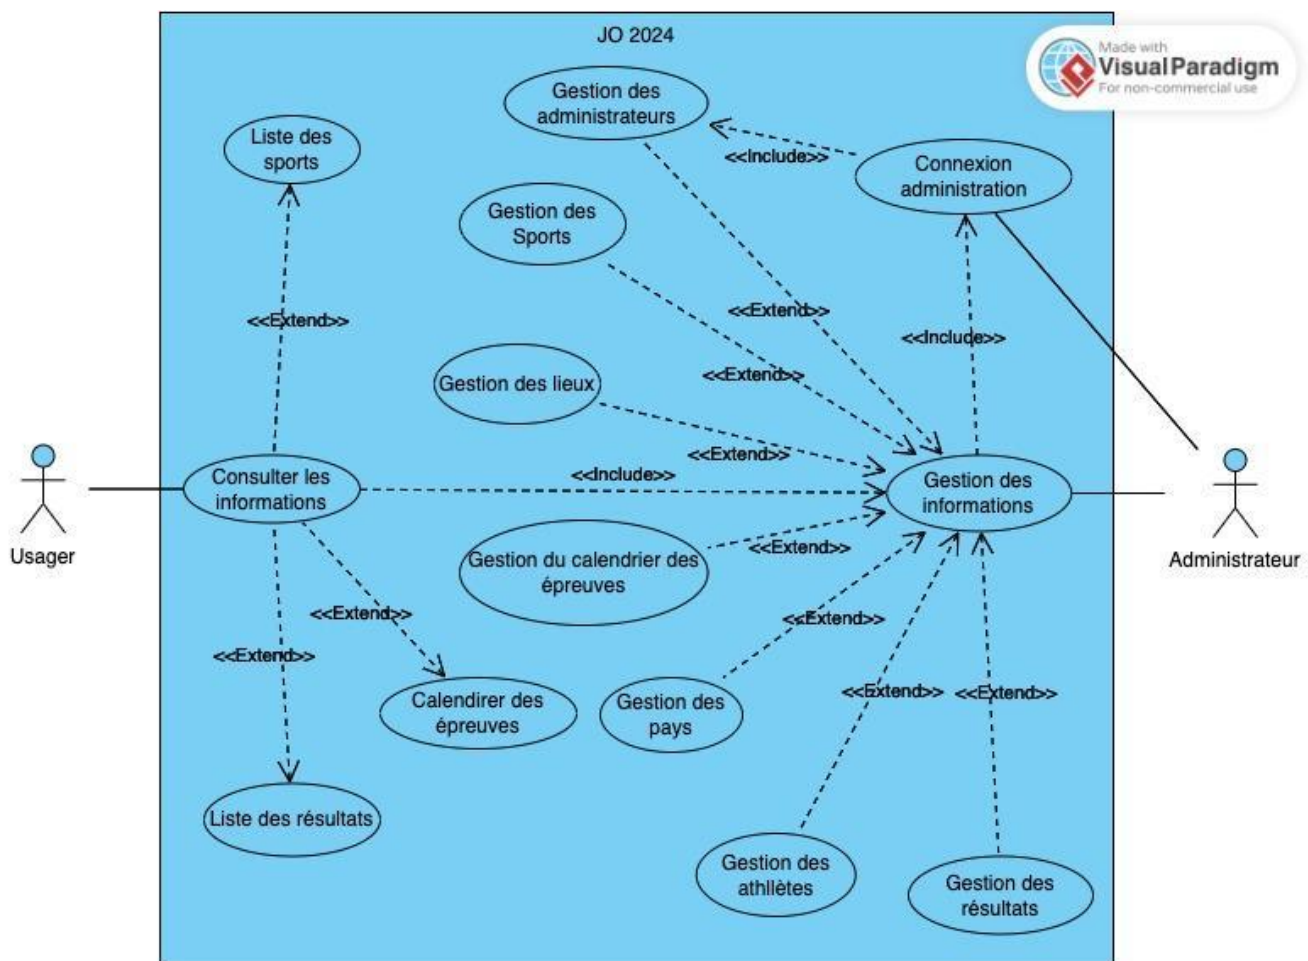 JO 2024
Made with
Visual Paradigm
For non-commercial use
Gestion des
administrateurs
Liste des
sports
<<Include>>
Connexion
administration
Gestion des
Sports
<<Extend>>
<<Extend>>
<<Include>>
<<Extend>>
Gestion des lieux
<<Extend>>
Consulter les
informations
<<Include>>
Gestion des
informations
Usager
Administrateur
<<Extend>>
Gestion du calendrier des
épreuves
<<Extend>>
<<Extend>>
<<Extend>>
<<Extend>>
<<Extend>>
Calendirer des
épreuves
Gestion des
pays
Liste des résultats
Gestion des
athllètes
Gestion des
résultats